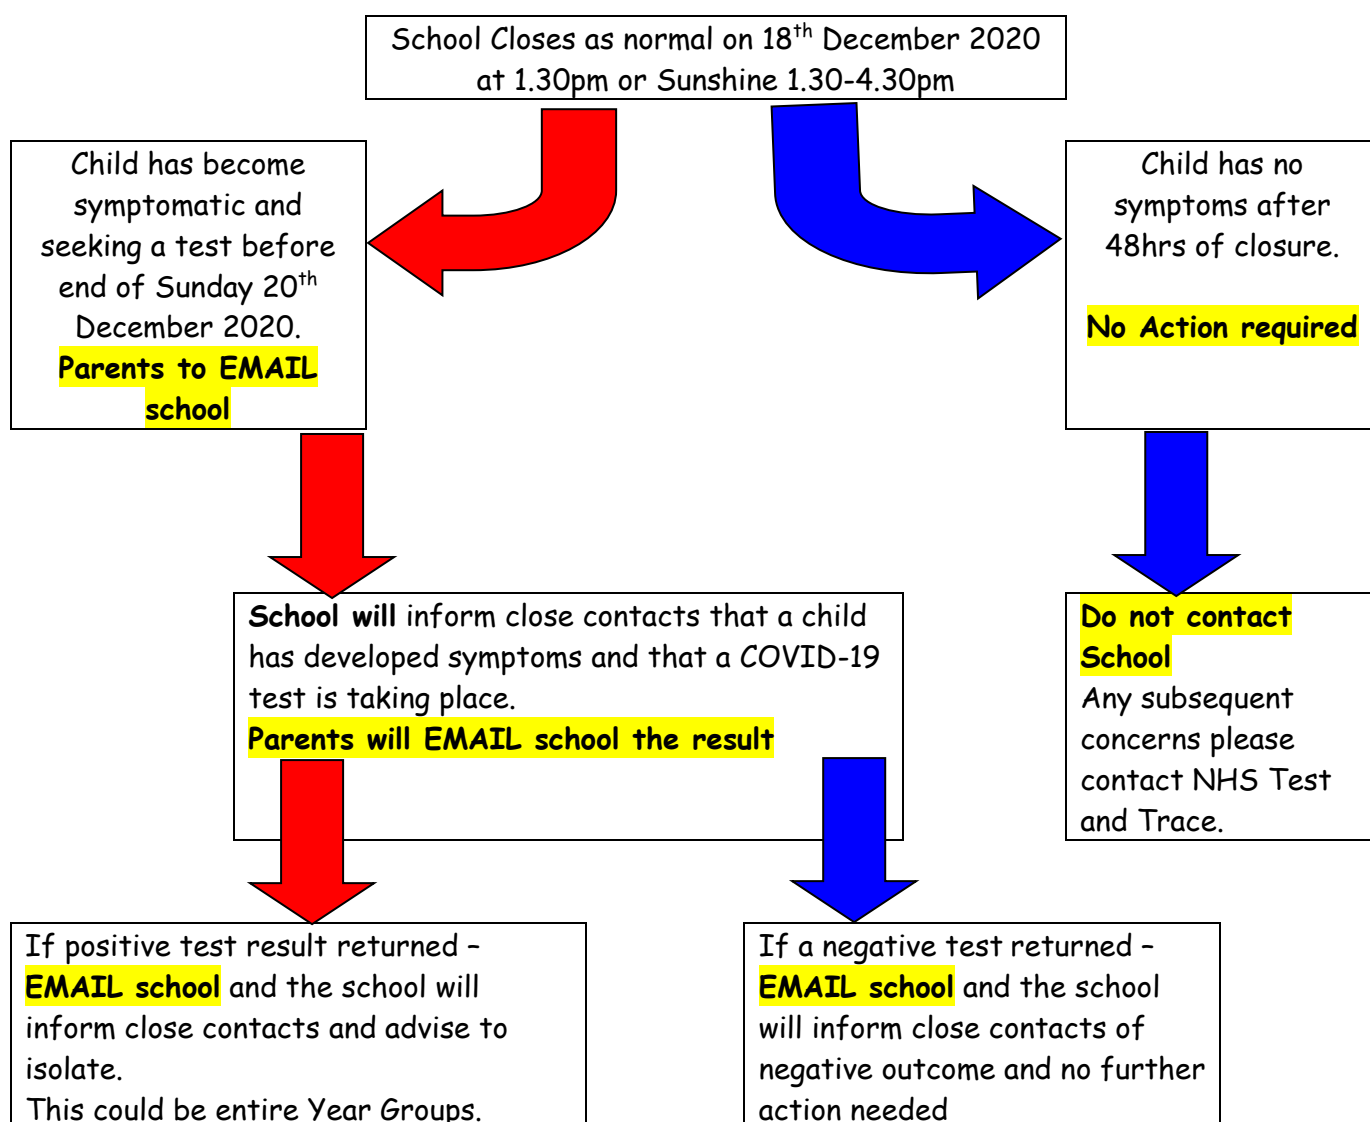 School Closes as normal on 18th December 2020
at 1.30pm or Sunshine 1.30-4.30pm
Child has become
symptomatic and
seeking a test before
end of Sunday 20th
December 2020.
Parents to EMAIL
school
Child has no
symptoms after
48hrs of closure.
No Action required
School will inform close contacts that a child
has developed symptoms and that a COVID-19
test is taking place.
Parents will EMAIL school the result
Do not contact
School
Any subsequent
concerns please
contact NHS Test
and Trace.
If positive test result returned –
EMAIL school and the school will
inform close contacts and advise to
isolate.
This could be entire Year Groups.
If a negative test returned –
EMAIL school and the school
will inform close contacts of
negative outcome and no further
action needed